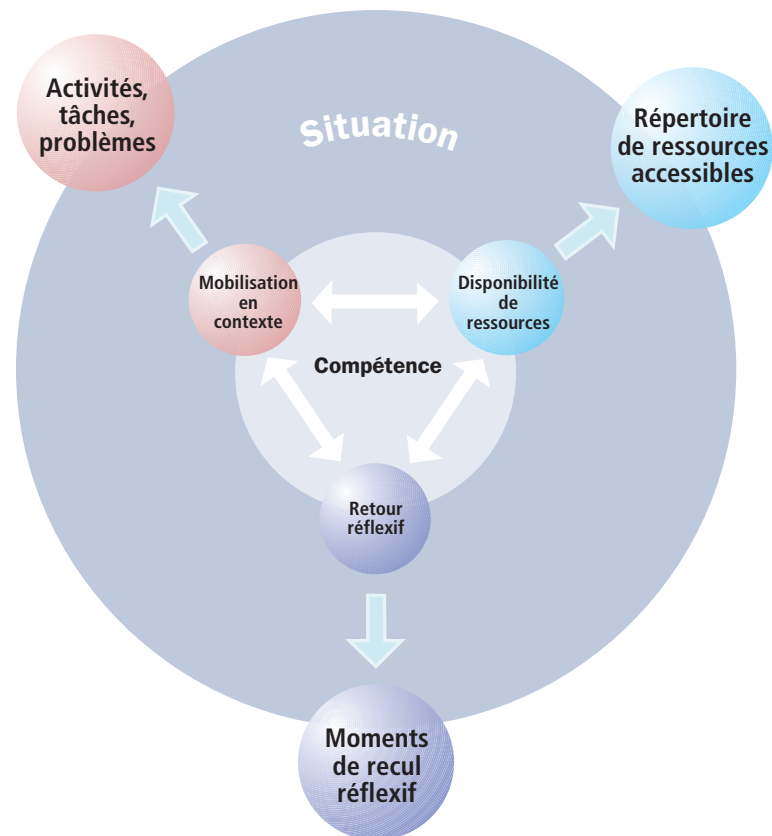 Activités,
tâches,
problèmes
Situation
Répertoire
de ressources
accessibles
Mobilisation
en
contexte
Disponibilité
de
ressources
Compétence
Retour
réflexif
Moments
de recul
réflexif